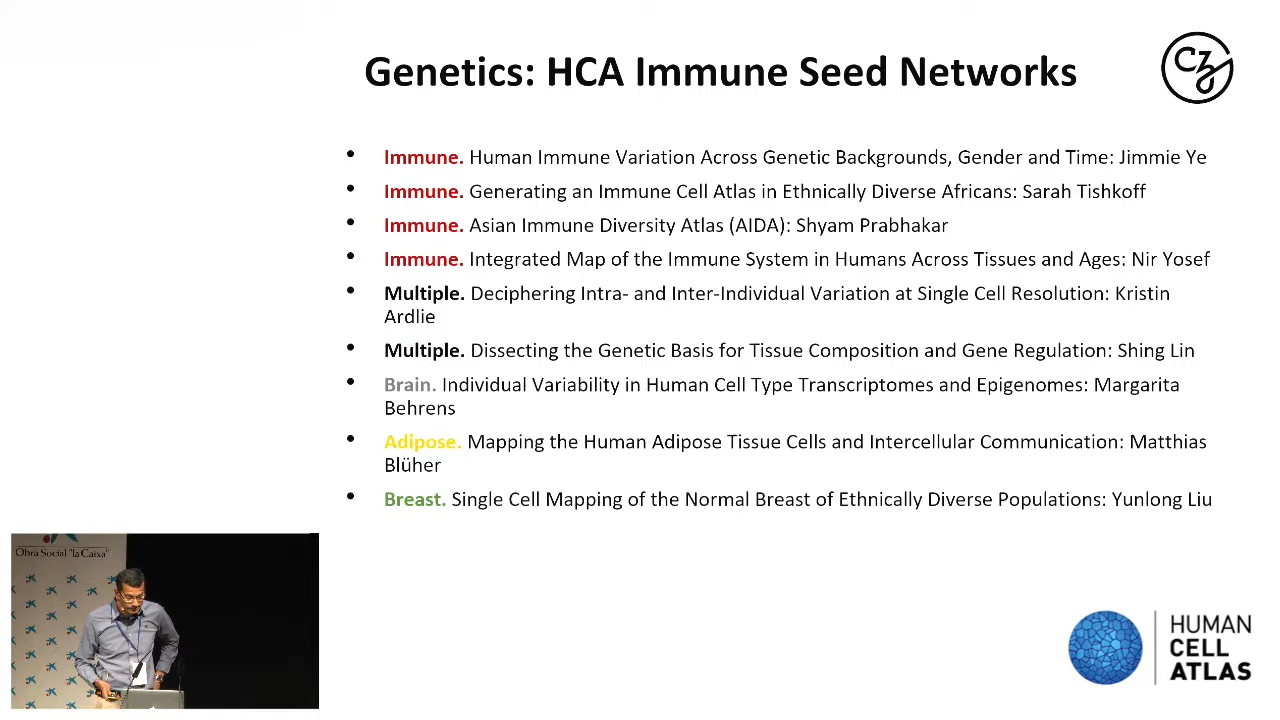 Genetics: HCA Immune Seed Networks
CZ
• Immune. Human Immune Variation Across Genetic Backgrounds, Gender and Time: Jimmie Ye
• Immune. Generating an Immune Cell Atlas in Ethnically Diverse Africans: Sarah Tishkoff
• Immune. Asian Immune Diversity Atlas (AIDA): Shyam Prabhakar
• Immune. Integrated Map of the Immune System in Humans Across Tissues and Ages: Nir Yosef
• Multiple. Deciphering Intra- and Inter-Individual Variation at Single Cell Resolution: Kristin
Ardlie
• Multiple. Dissecting the Genetic Basis for Tissue Composition and Gene Regulation: Shing Lin
• Brain. Individual Variability in Human Cell Type Transcriptomes and Epigenomes: Margarita
Behrens
• Adipose. Mapping the Human Adipose Tissue Cells and Intercellular Communication: Matthias
Blüher
• Breast. Single Cell Mapping of the Normal Breast of Ethnically Diverse Populations: Yunlong Liu
Obra Social "la Caixa"
HUMAN
CELL
ATLAS